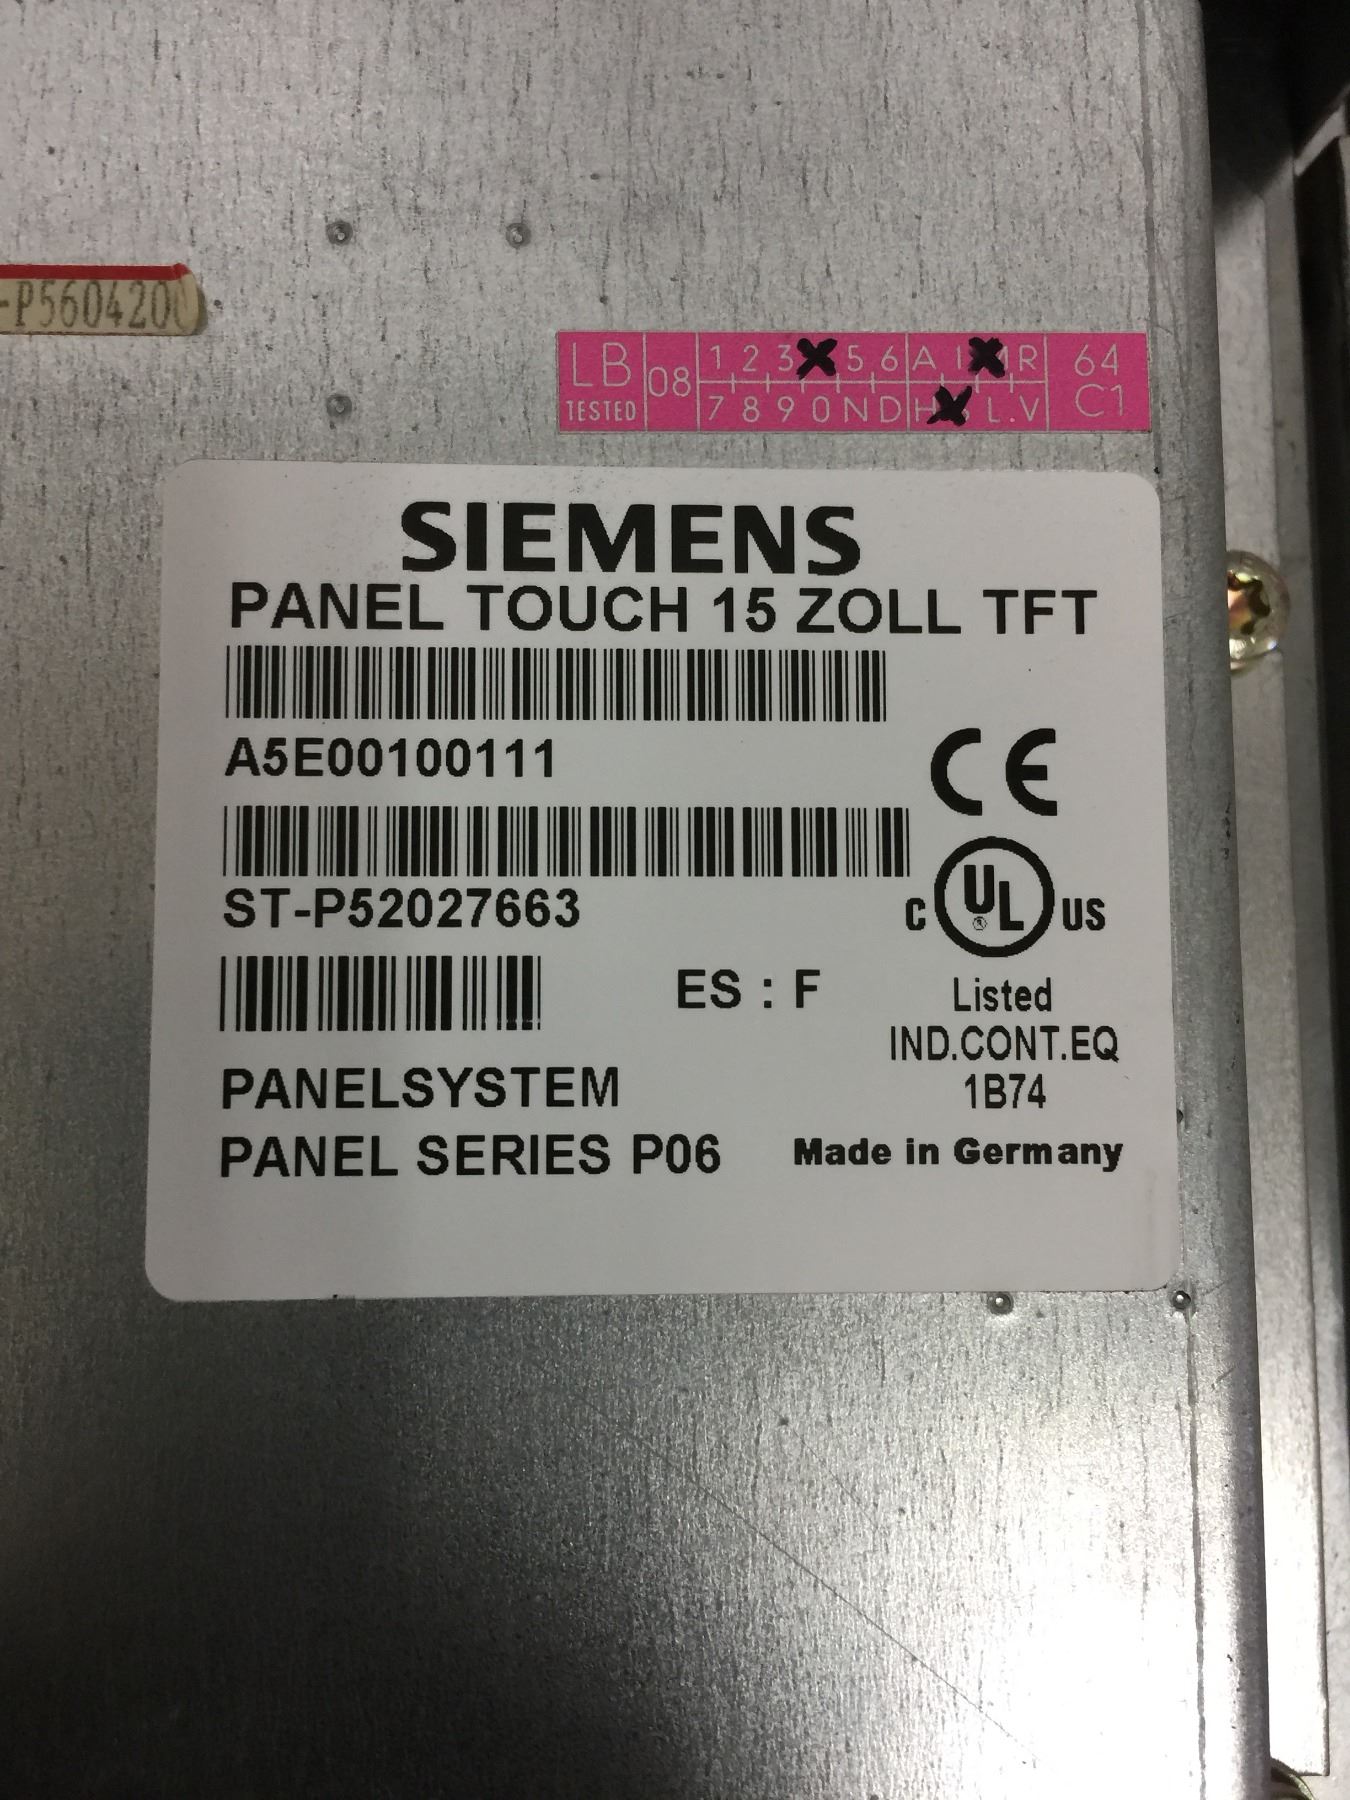 -P5604200
LB 08 1 2 3 5 6 A I R 64
TESTED 7 8 9 0 N D H L.V C1
SIEMENS
PANEL TOUCH 15 ZOLL TFT
A5E00100111
CE
ST-P52027663
C UL US
ES : F
Listed
IND.CONT.EQ
1B74
PANELSYSTEM
PANEL SERIES P06
Made in Germany